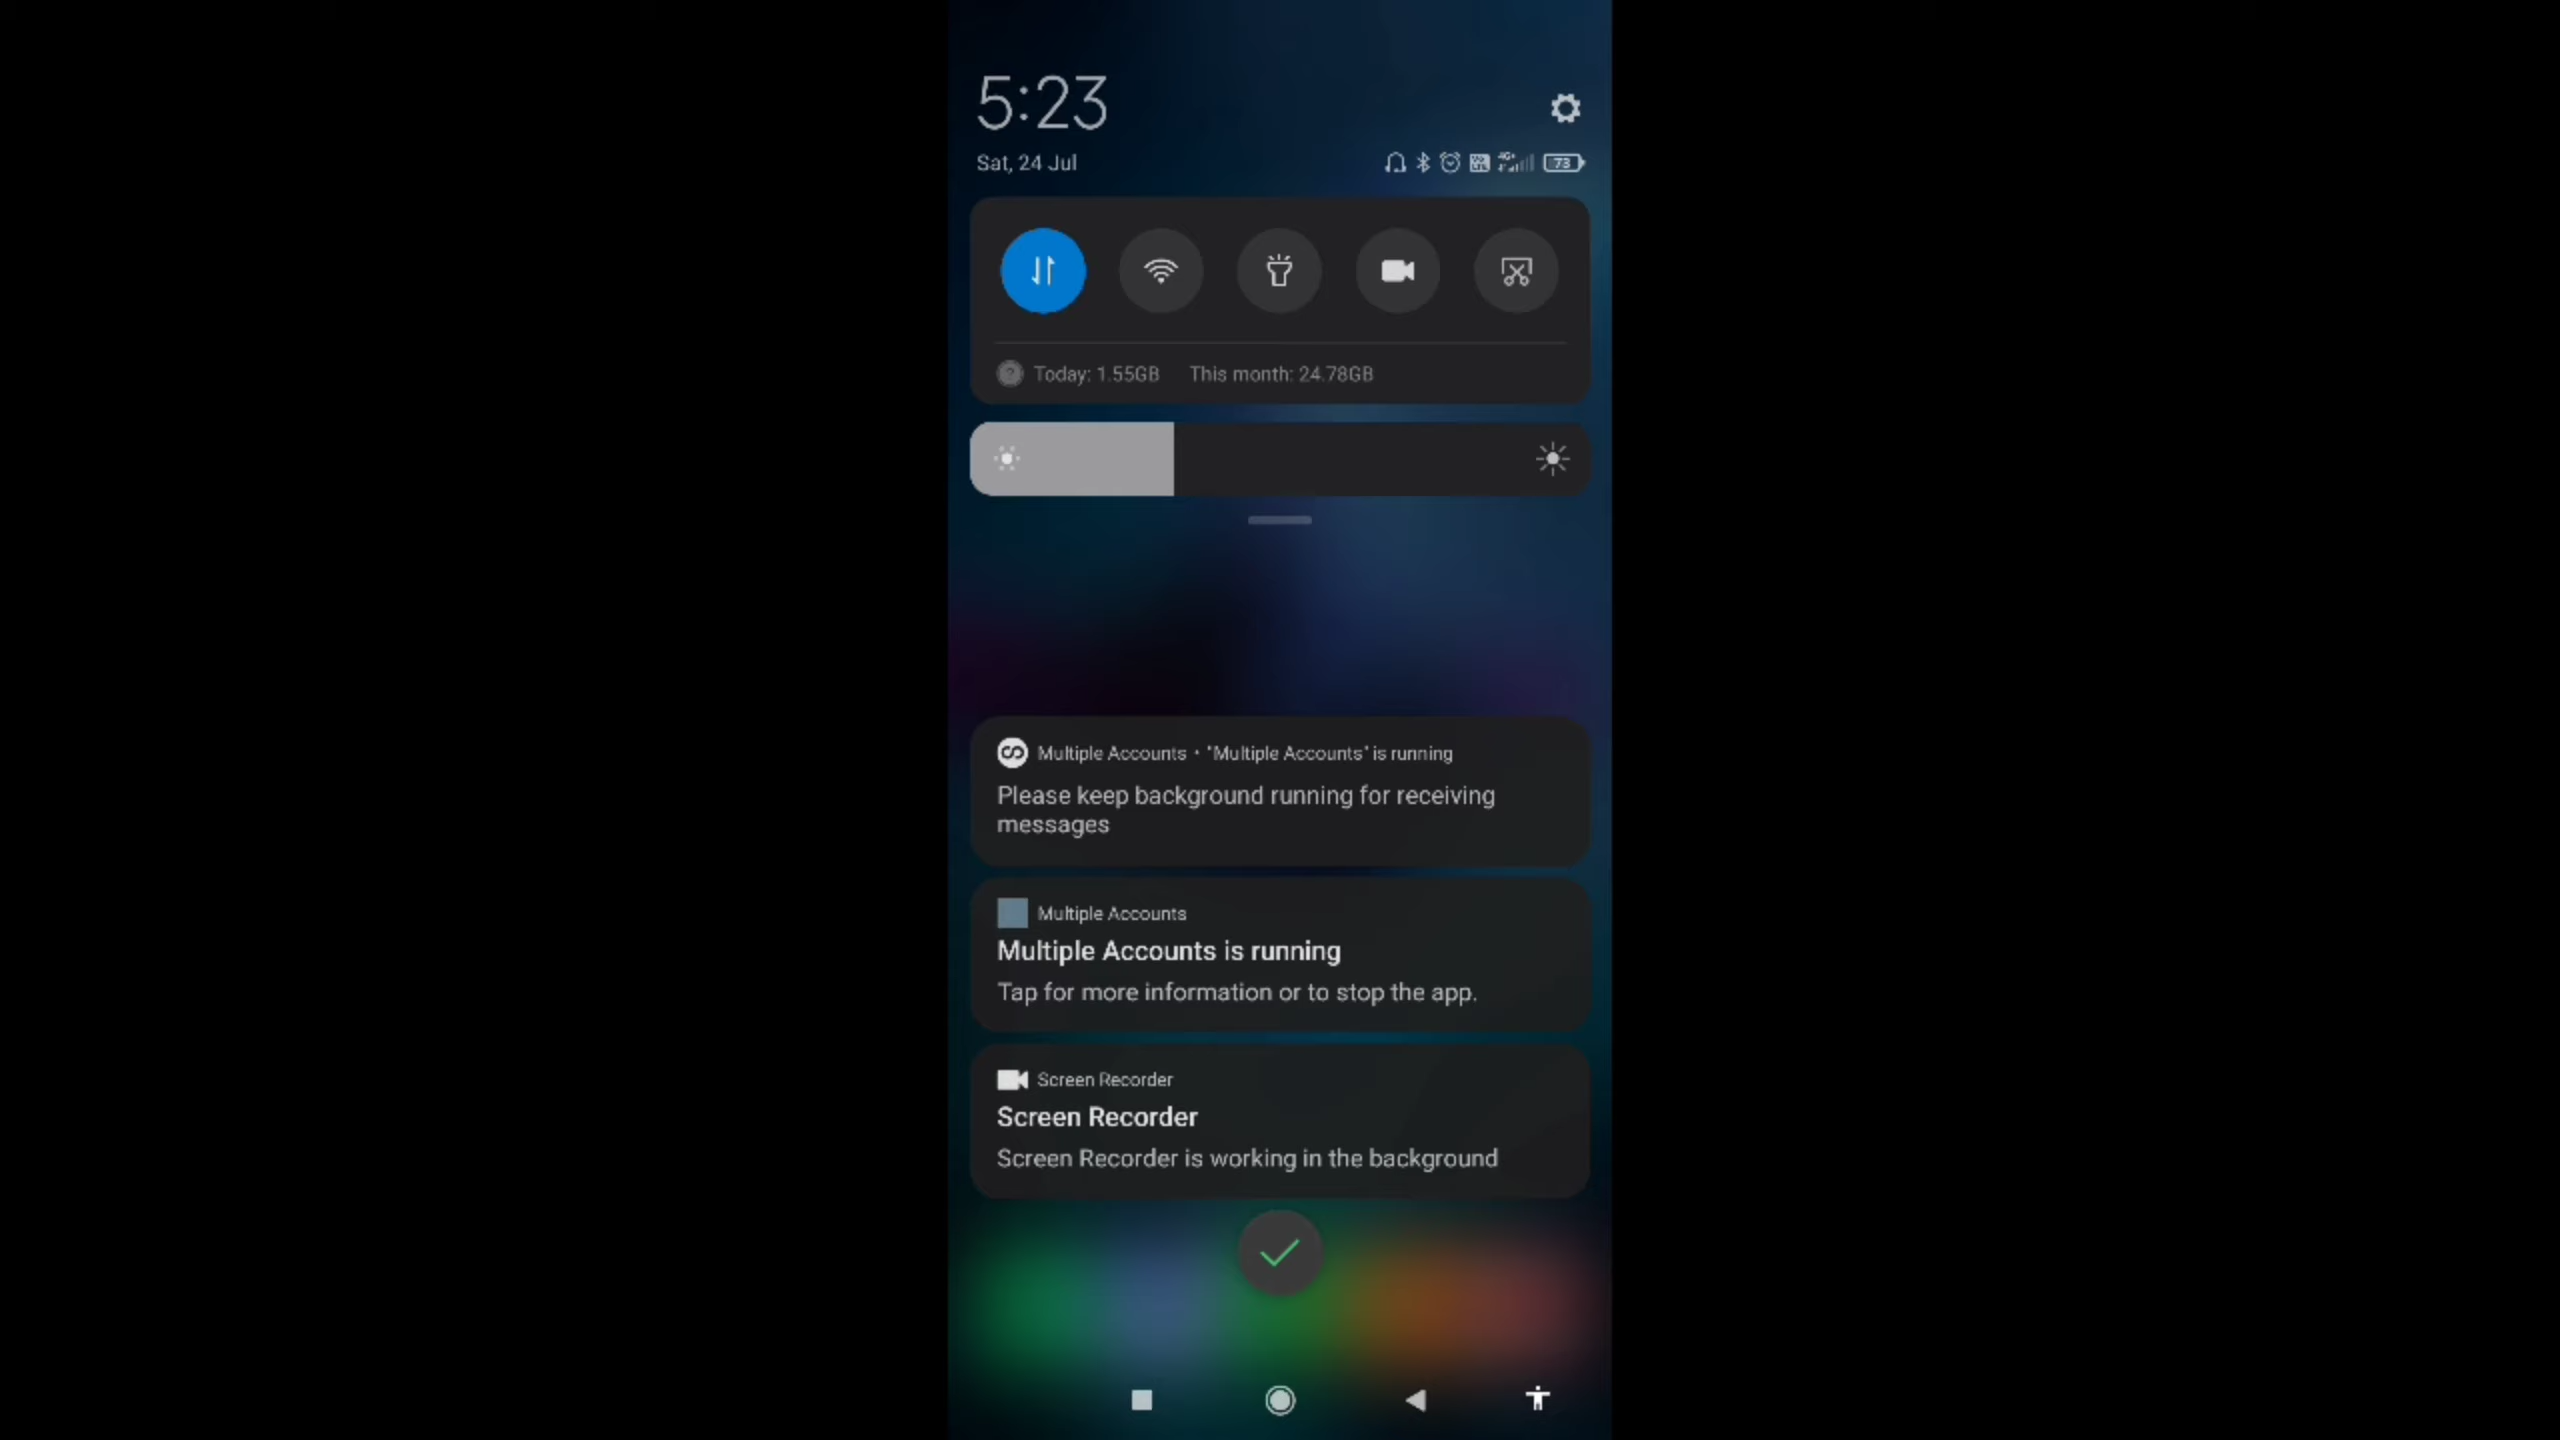 5:23
Sat, 24 Jul
73
Today: 1.55GB This month: 24.78GB
Multiple Accounts • "Multiple Accounts" is running
Please keep background running for receiving
messages
Multiple Accounts
Multiple Accounts is running
Tap for more information or to stop the app.
Screen Recorder
Screen Recorder
Screen Recorder is working in the background